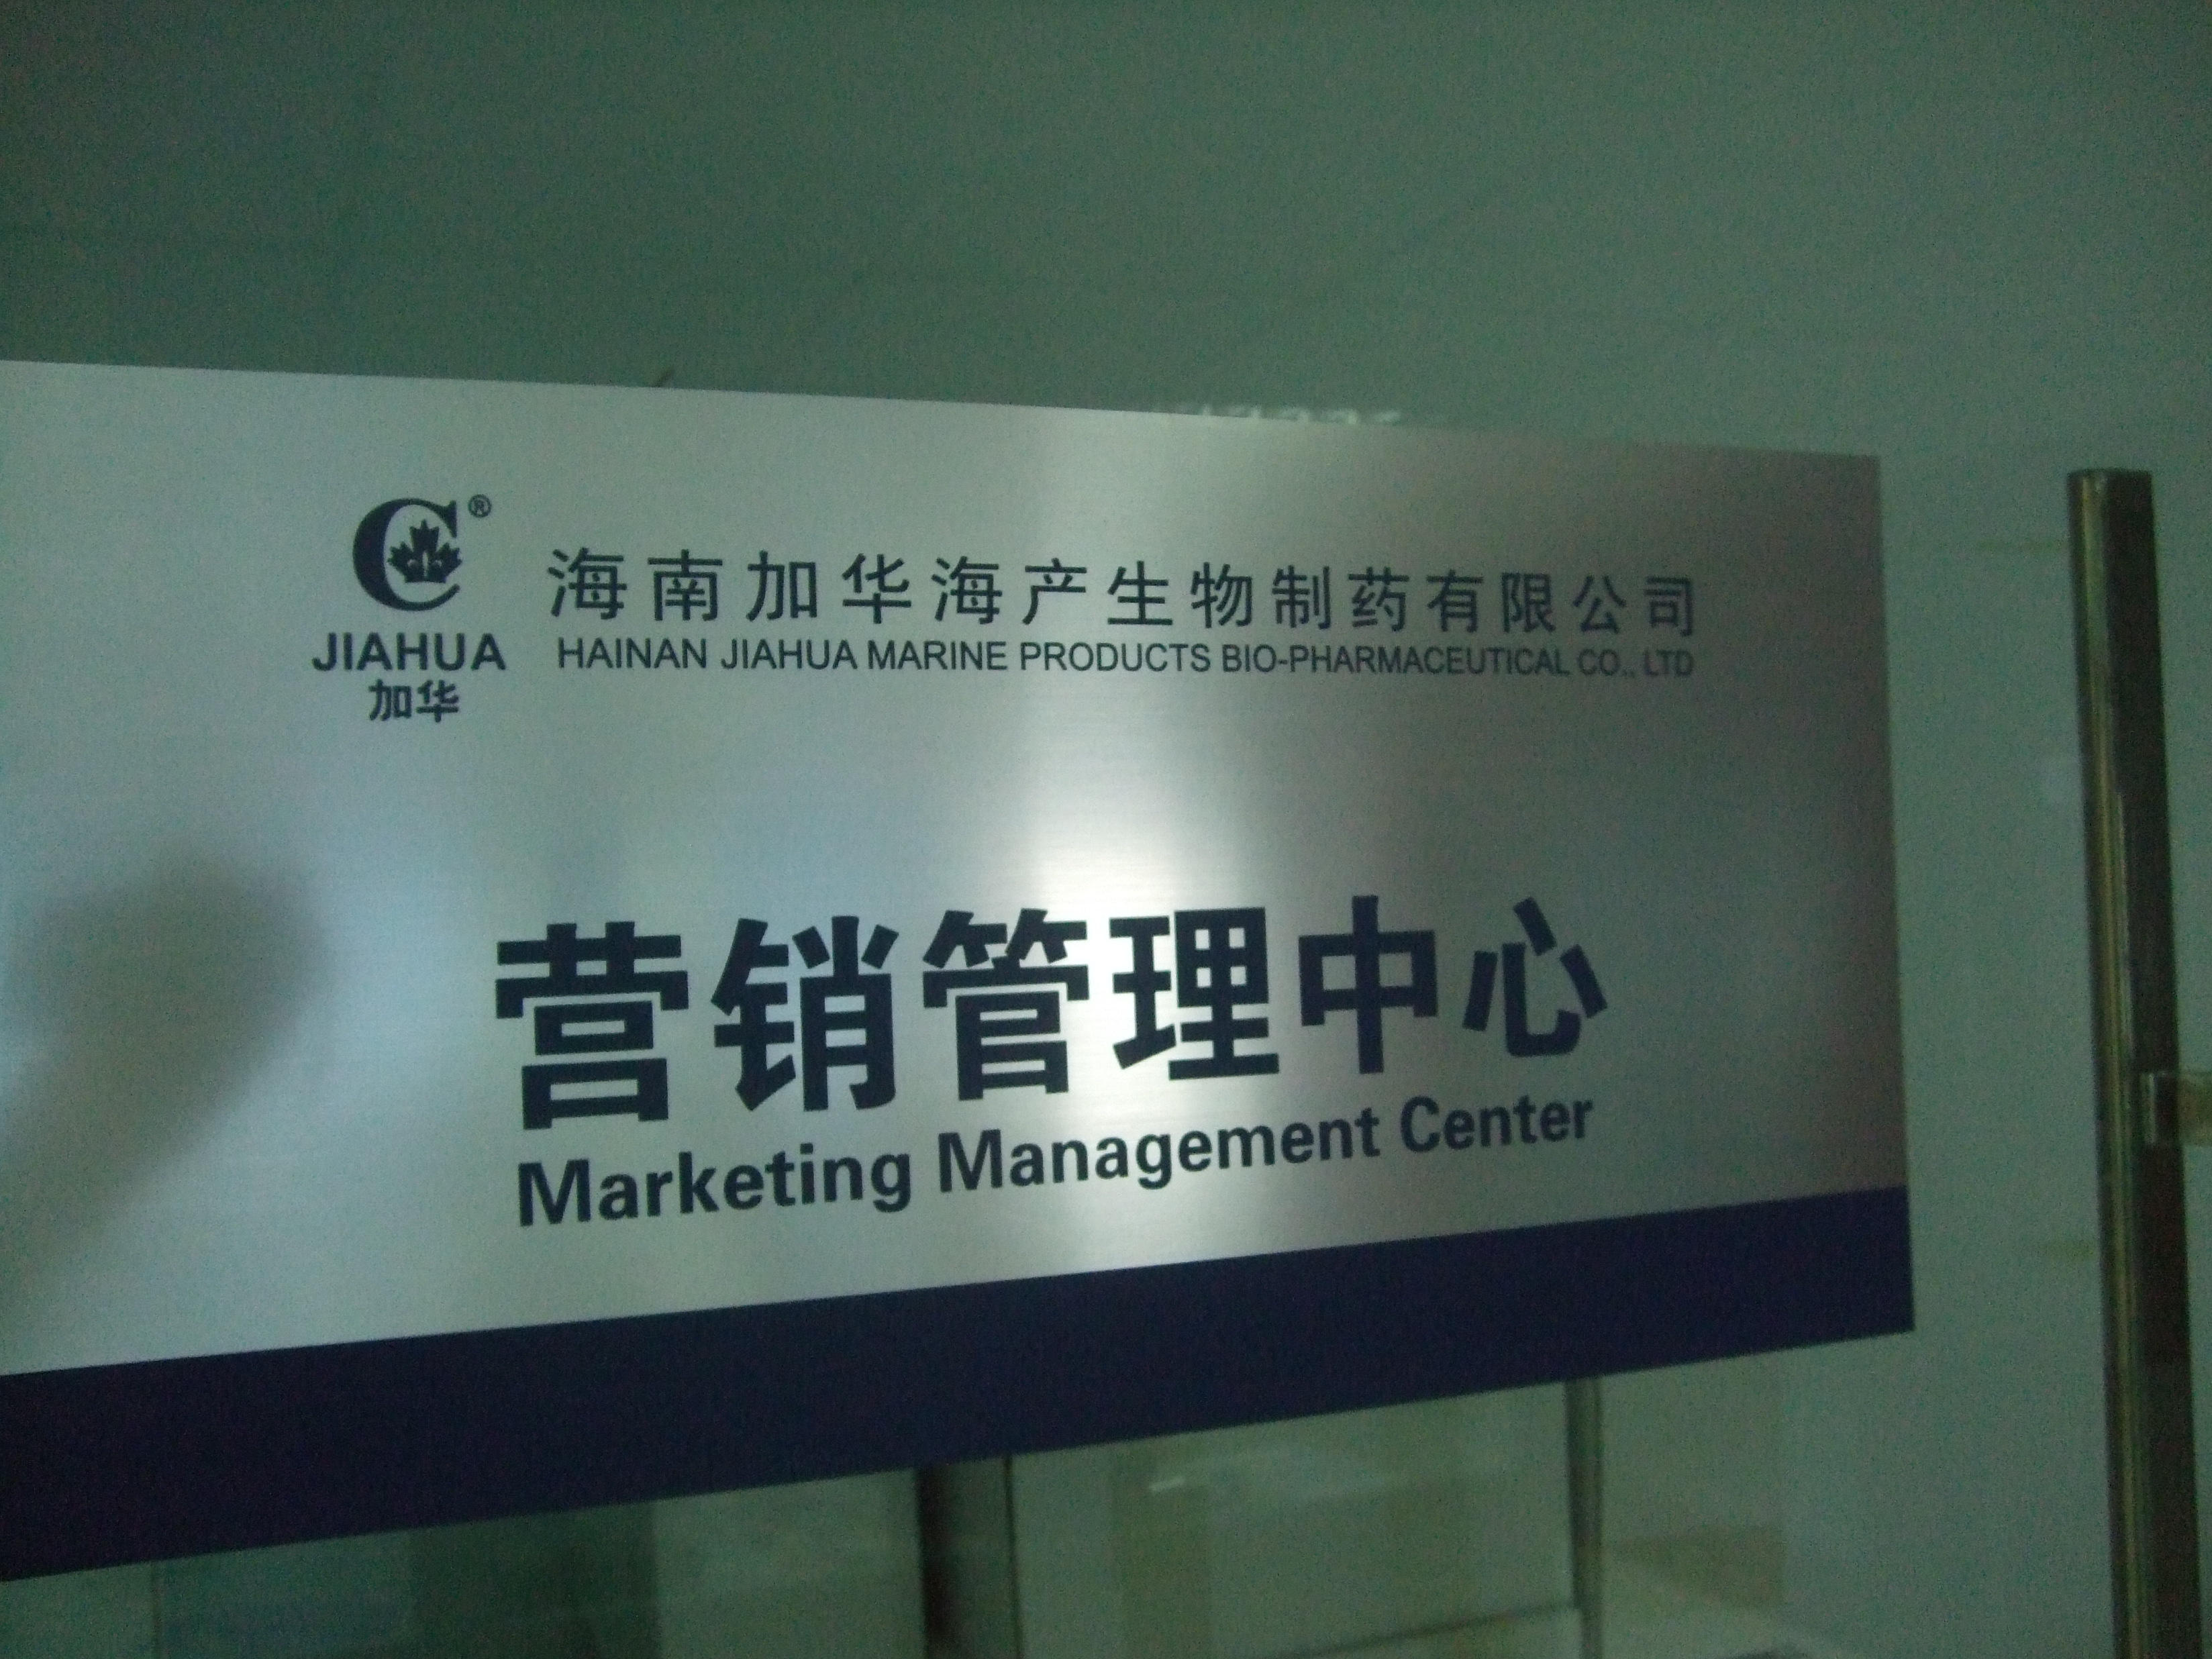 C®
JIAHUA
加华
海南加华海产生物制药有限公司
HAINAN JIAHUA MARINE PRODUCTS BIO-PHARMACEUTICAL CO., LTD
营销管理中心
Marketing Management Center